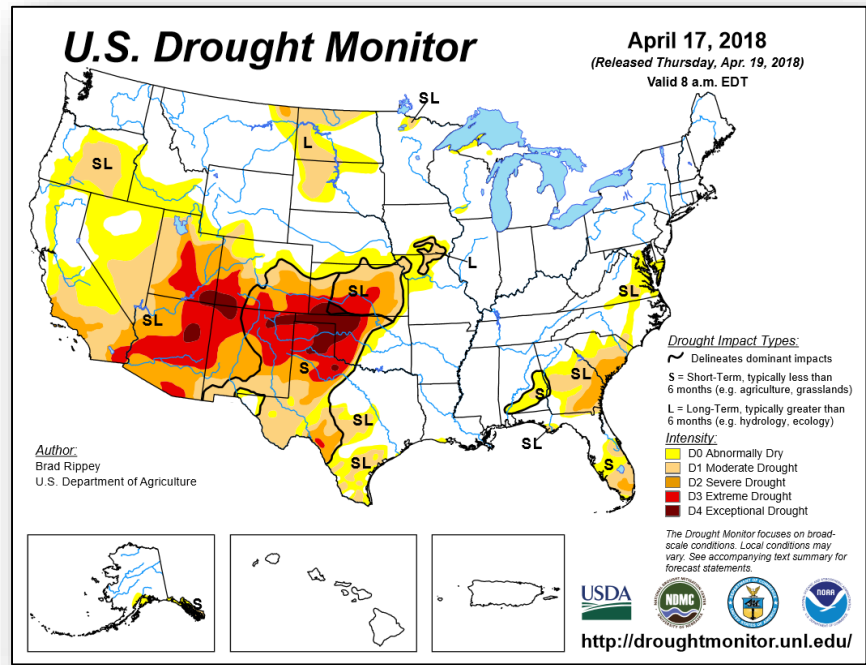 U.S. Drought Monitor
April 17, 2018
(Released Thursday, Apr. 19, 2018)
Valid 8 a.m. EDT
SL
L
SL
SL
L
SL
SL
S
SL
SL
SL
S
SL
S
Drought Impact Types:
Delineates dominant impacts
S = Short-Term, typically less than
6 months (e.g. agriculture, grasslands)
L = Long-Term, typically greater than
6 months (e.g. hydrology, ecology)
Intensity:
D0 Abnormally Dry
D1 Moderate Drought
D2 Severe Drought
D3 Extreme Drought
D4 Exceptional Drought
Author:
Brad Rippey
U.S. Department of Agriculture
SL
S
The Drought Monitor focuses on broad-
scale conditions. Local conditions may
vary. See accompanying text summary for
forecast statements.
USDA
NDMC
NOAA
http://droughtmonitor.unl.edu/